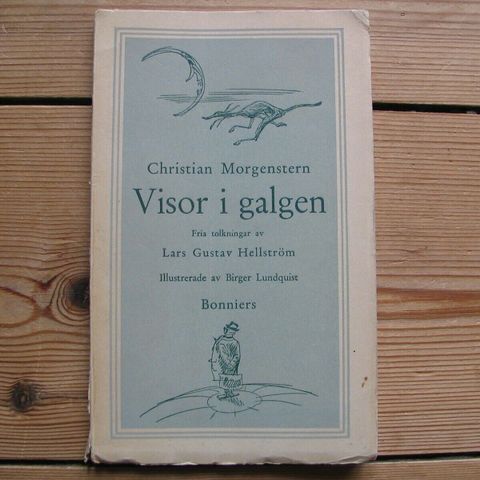 Christian Morgenstern
Visor i galgen
Fria tolkningar av
Lars Gustav Hellström
Illustrerade av Birger Lundquist
Bonniers